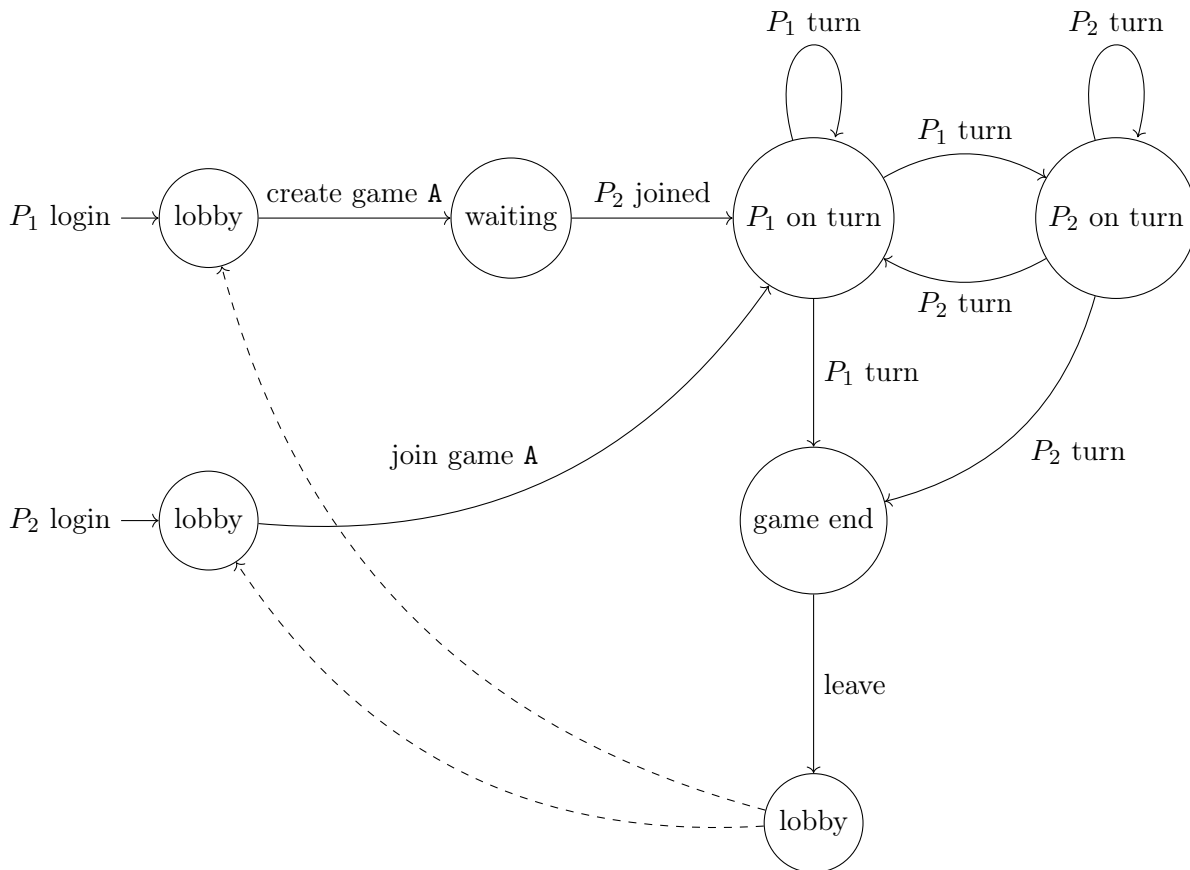 P₁ turn
P₂ turn
P₁ turn
P₁ login
lobby
create game A
waiting
P₂ joined
P₁ on turn
P₂ on turn
P₂ turn
P₁ turn
join game A
P₂ turn
P₂ login
lobby
game end
leave
lobby